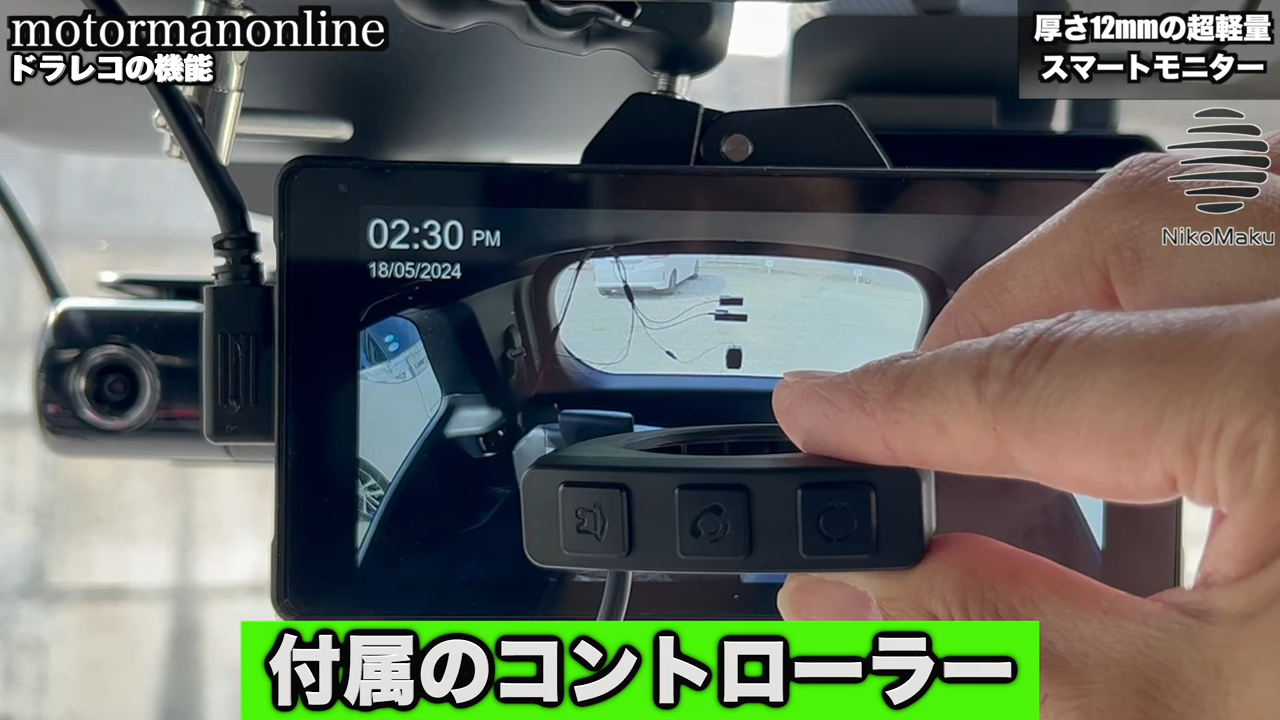 motormanonline
ドラレコの機能
厚さ12mmの超軽量
スマートモニター
NikoMaku
02:30 PM
18/05/2024
付属のコントローラー